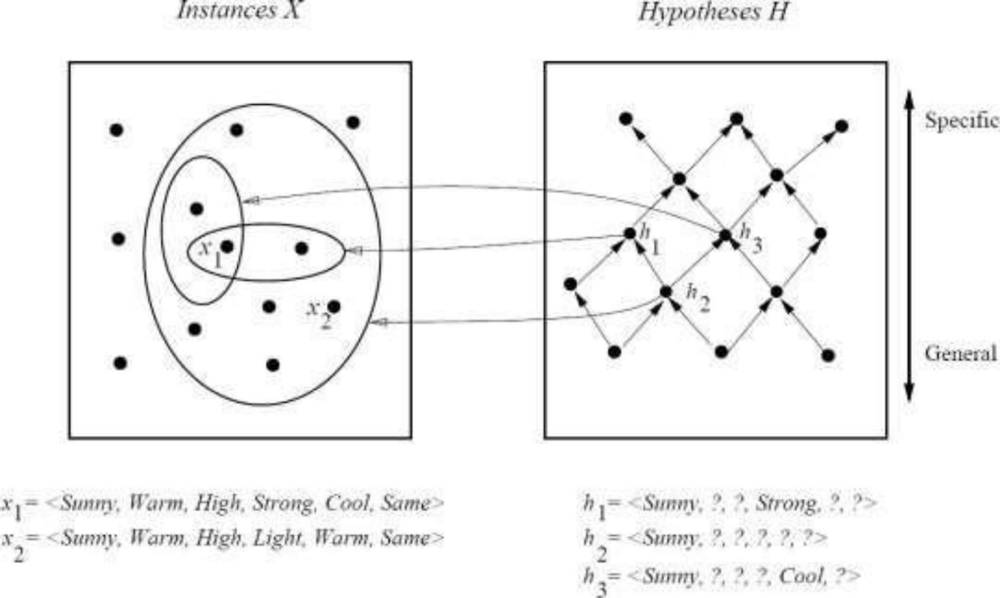 Instances X
Hypotheses H
Specific
General
x1
x2
h1
h3
h2
x1= <Sunny, Warm, High, Strong, Cool, Same>
x2= <Sunny, Warm, High, Light, Warm, Same>
h1= <Sunny, ?, ?, Strong, ?, ?>
h2= <Sunny, ?, ?, ?, ?, ?>
h3= <Sunny, ?, ?, ?, Cool, ?>